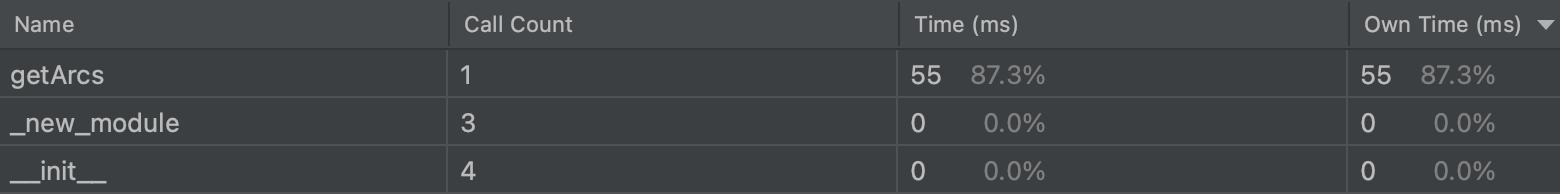 Name Call Count Time (ms) Own Time (ms)
getArcs 1 55 87.3% 55 87.3%
_new_module 3 0 0.0% 0 0.0%
__init__ 4 0 0.0% 0 0.0%